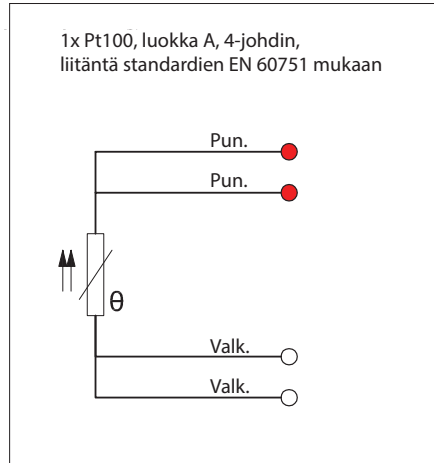 1x Pt100, luokka A, 4-johdin,
liitäntä standardien EN 60751 mukaan
Pun.
Pun.
θ
Valk.
Valk.